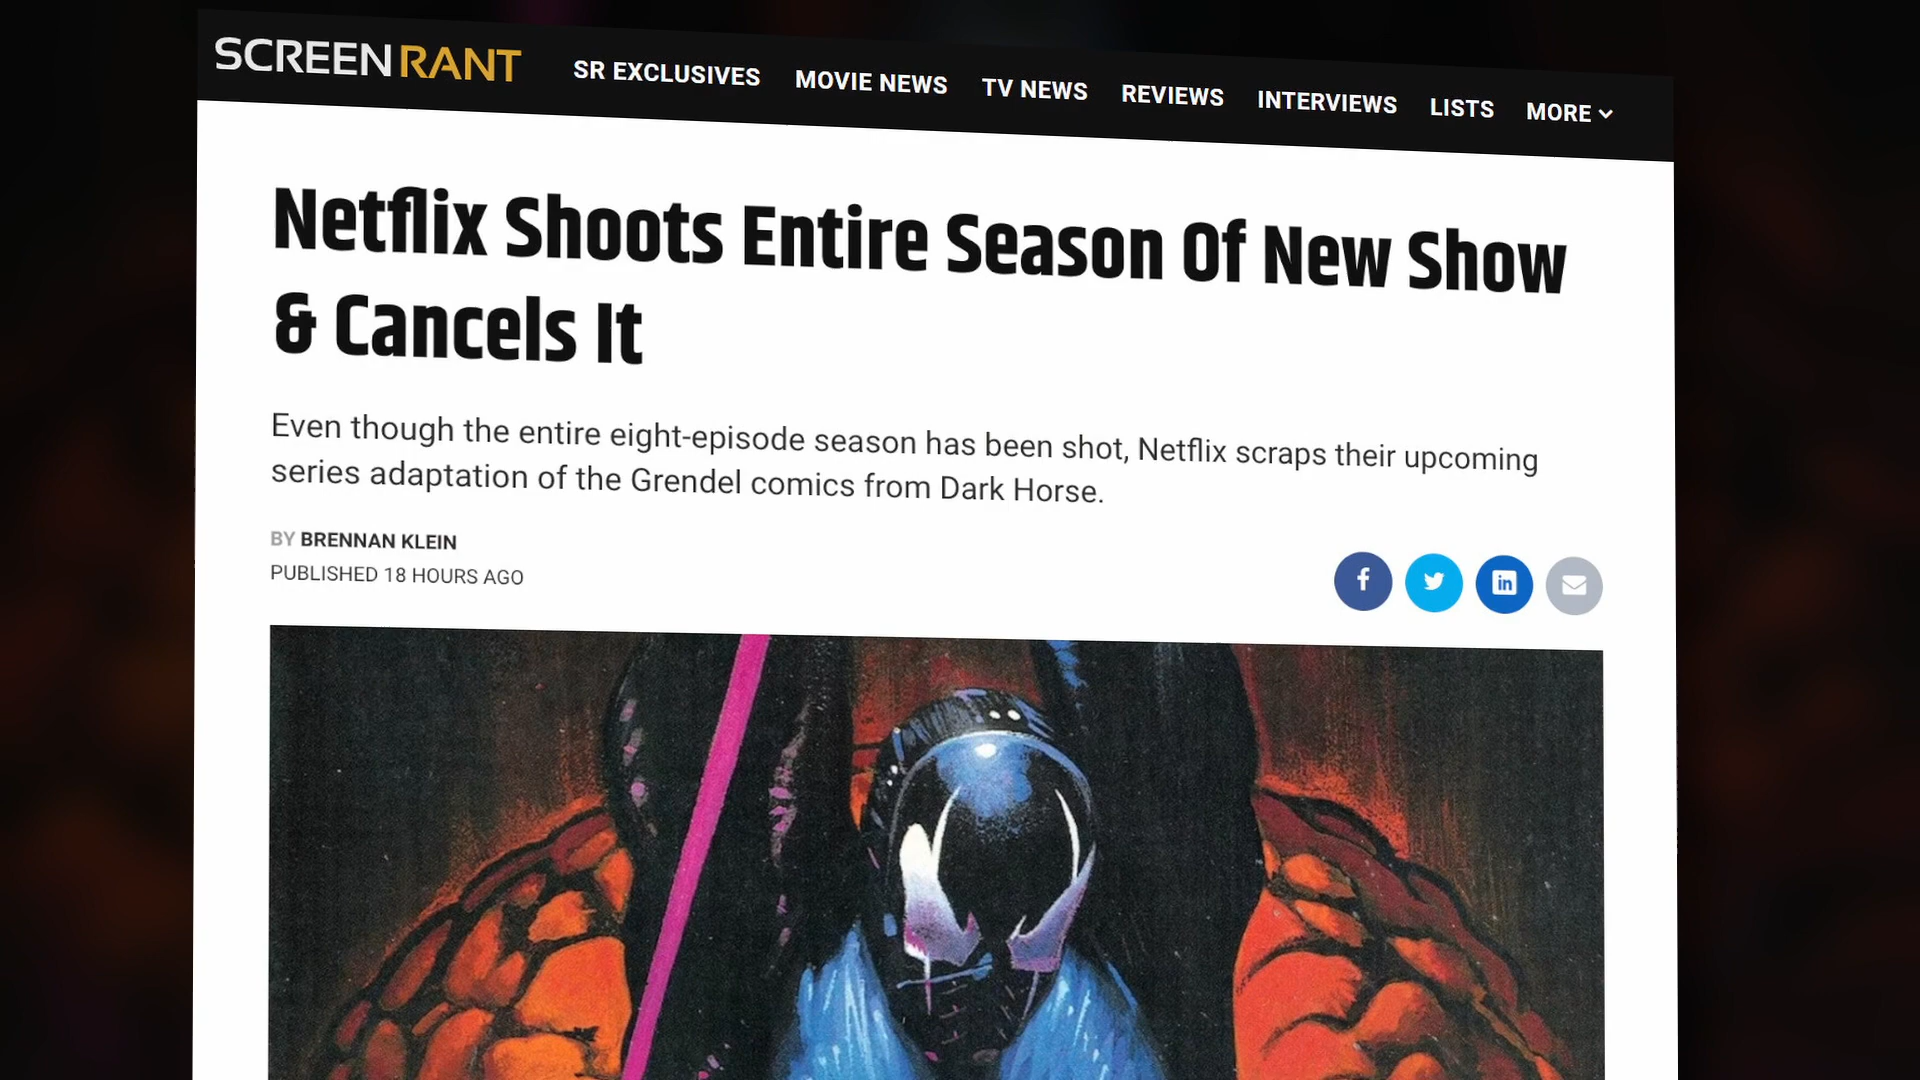 SCREENRANT
SR EXCLUSIVES MOVIE NEWS TV NEWS REVIEWS INTERVIEWS LISTS MORE
Netflix Shoots Entire Season Of New Show
& Cancels It
Even though the entire eight-episode season has been shot, Netflix scraps their upcoming
series adaptation of the Grendel comics from Dark Horse.
BY BRENNAN KLEIN
PUBLISHED 18 HOURS AGO